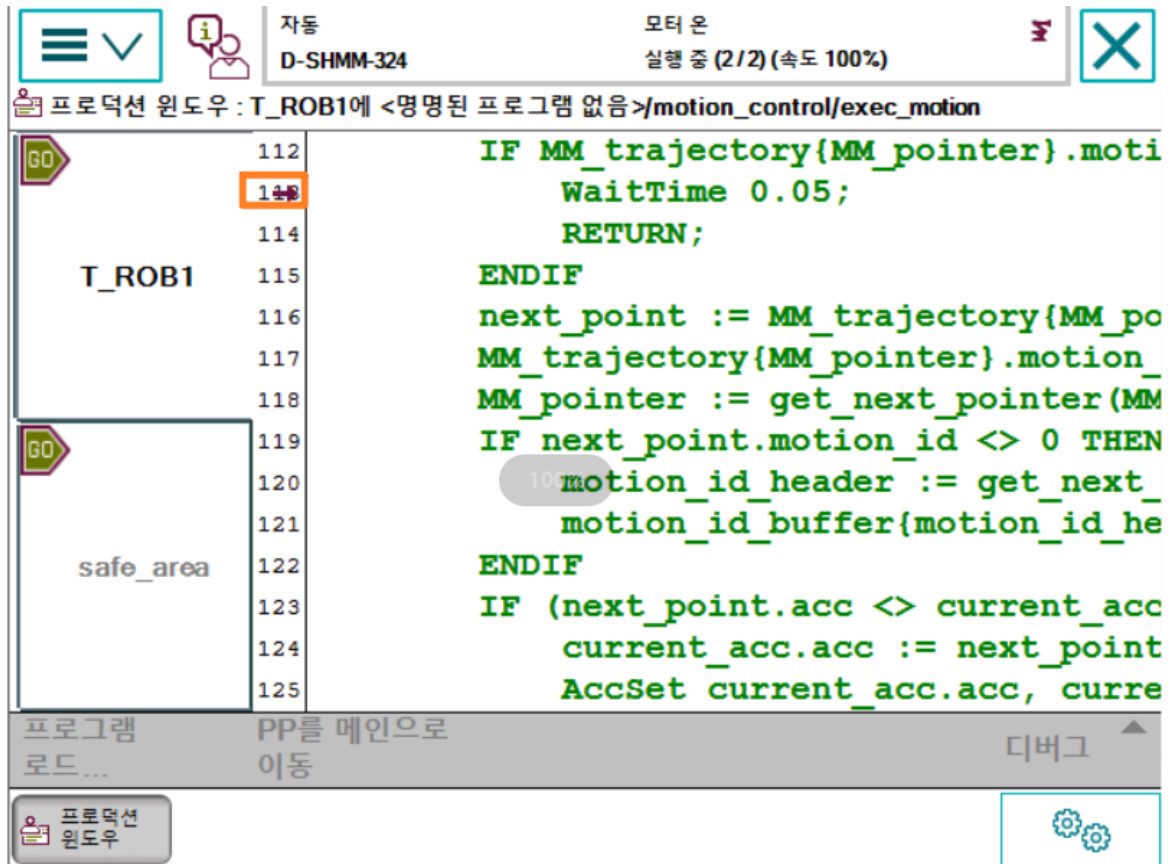 자동
모터 온
D-SHMM-324
실행 중 (2/2) (속도 100%)
프로덕션 윈도우 : T_ROB1에 <명명된 프로그램 없음>/motion_control/exec_motion
GO
T_ROB1
GO
safe_area
112 IF MM_trajectory{MM_pointer}.moti
113 WaitTime 0.05;
114 RETURN;
115 ENDIF
116 next_point := MM_trajectory{MM_po
117 MM_trajectory{MM_pointer}.motion_
118 MM_pointer := get_next_pointer(MM
119 IF next_point.motion_id <> 0 THEN
120 motion_id_header := get_next_
121 motion_id_buffer{motion_id_he
122 ENDIF
123 IF (next_point.acc <> current_acc
124 current_acc.acc := next_point
125 AccSet current_acc.acc, curre
100%
프로그램
로드...
PP를 메인으로
이동
디버그
프로덕션
윈도우